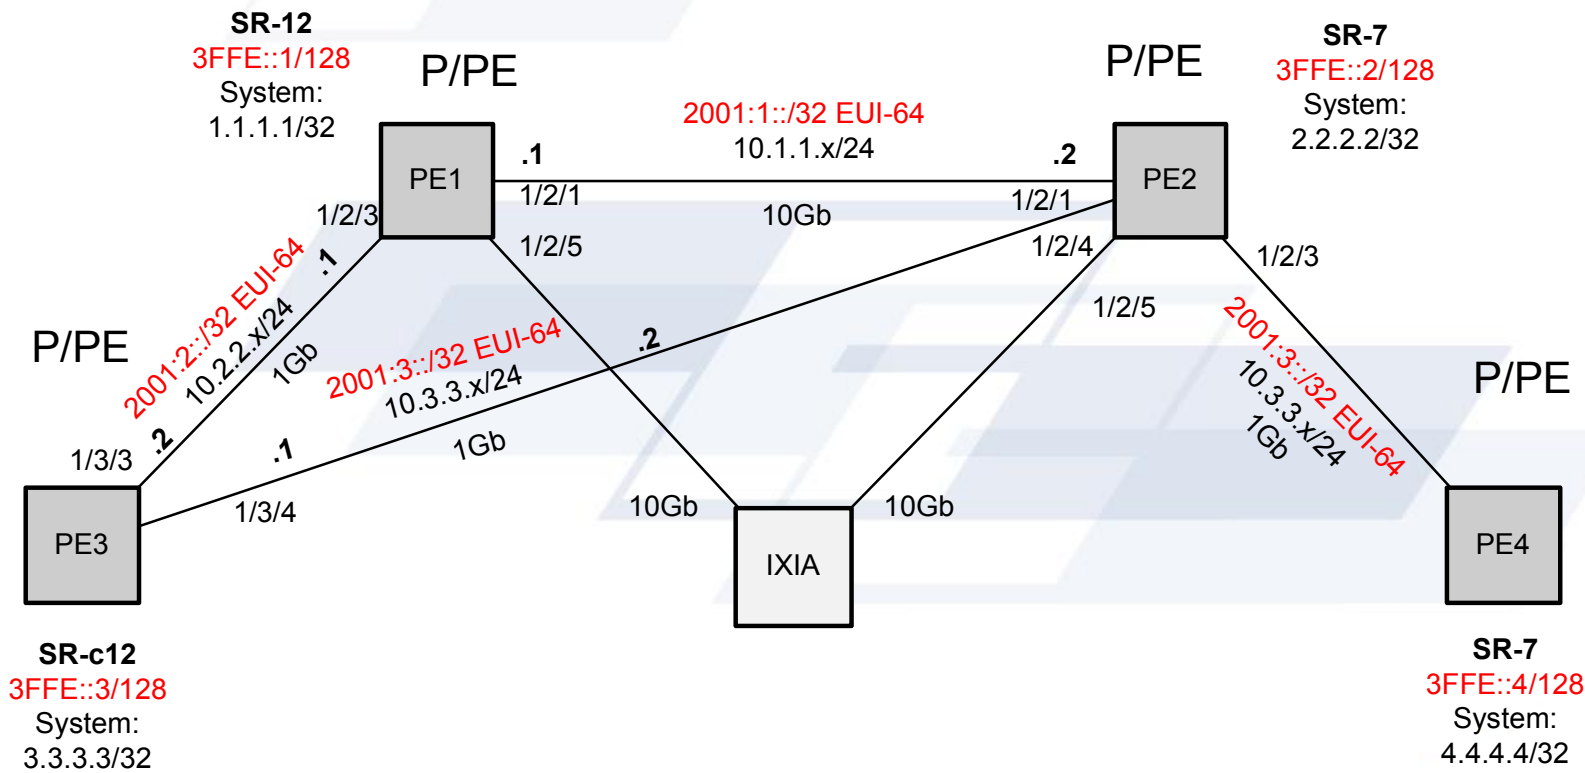 SR-12
3FFE::1/128
System:
1.1.1.1/32
P/PE
P/PE
SR-7
3FFE::2/128
System:
2.2.2.2/32
2001:1::/32 EUI-64
10.1.1.x/24
PE1
.1
.2
PE2
1/2/1
1/2/1
10Gb
1/2/3
1/2/5
1/2/4
1/2/3
1/2/5
.1
2001:2::/32 EUI-64
10.2.2.x/24
1Gb
P/PE
2001:3::/32 EUI-64
10.3.3.x/24
1Gb
.2
2001:3::/32 EUI-64
10.3.3.x/24
1Gb
P/PE
.2
1/3/3
.1
1/3/4
10Gb
10Gb
PE3
IXIA
PE4
SR-c12
3FFE::3/128
System:
3.3.3.3/32
SR-7
3FFE::4/128
System:
4.4.4.4/32